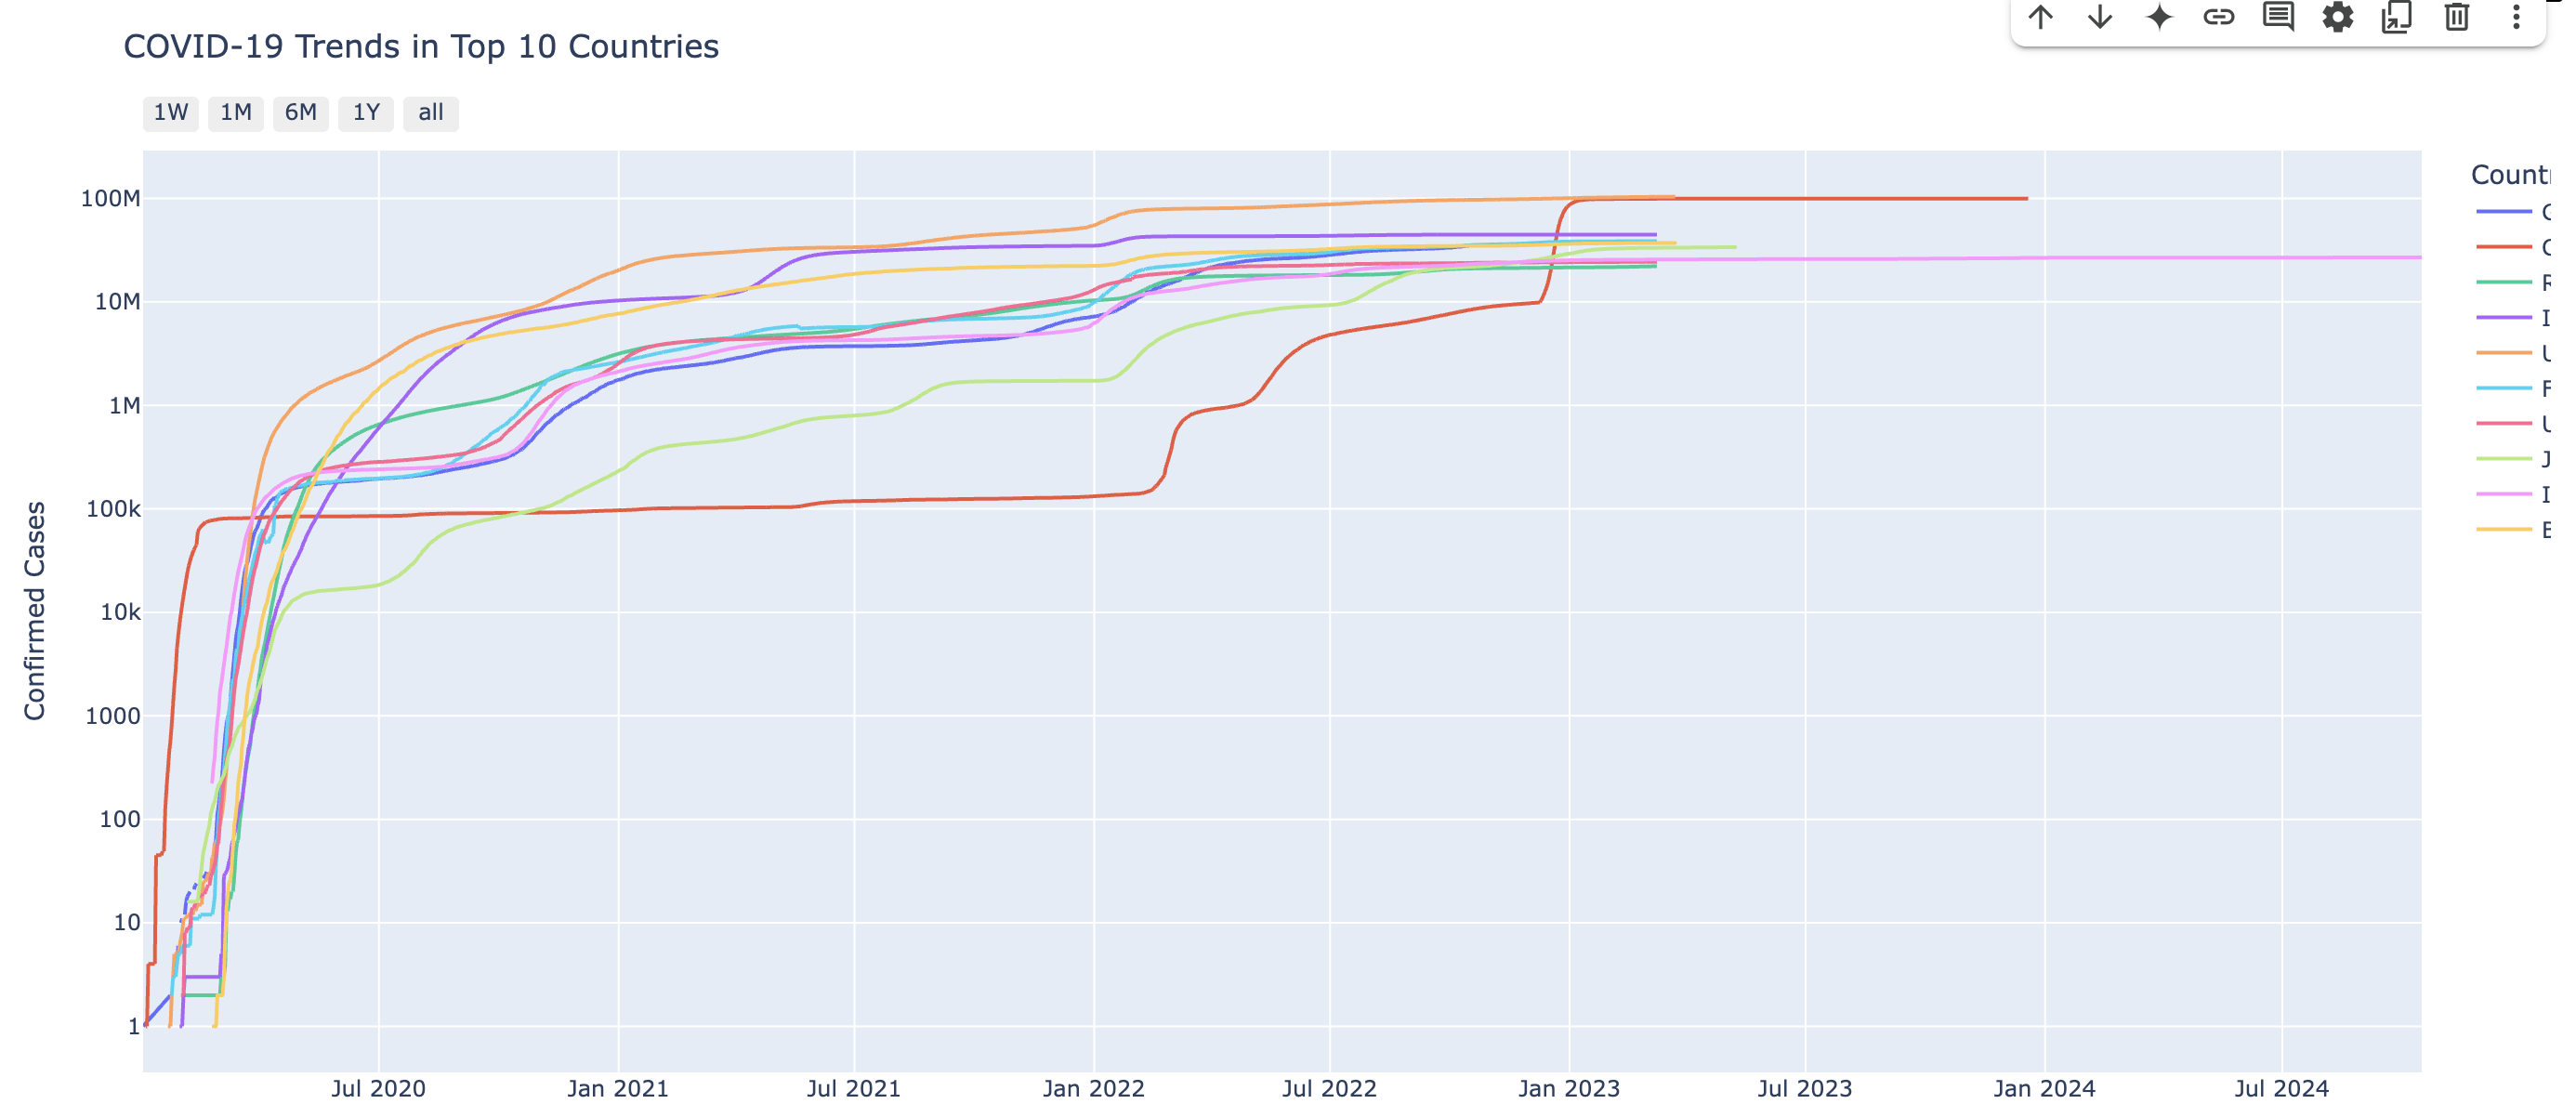 COVID-19 Trends in Top 10 Countries
1W 1M 6M 1Y all
Confirmed Cases
100M
10M
1M
100k
10k
1000
100
10
1
Jul 2020 Jan 2021 Jul 2021 Jan 2022 Jul 2022 Jan 2023 Jul 2023 Jan 2024 Jul 2024